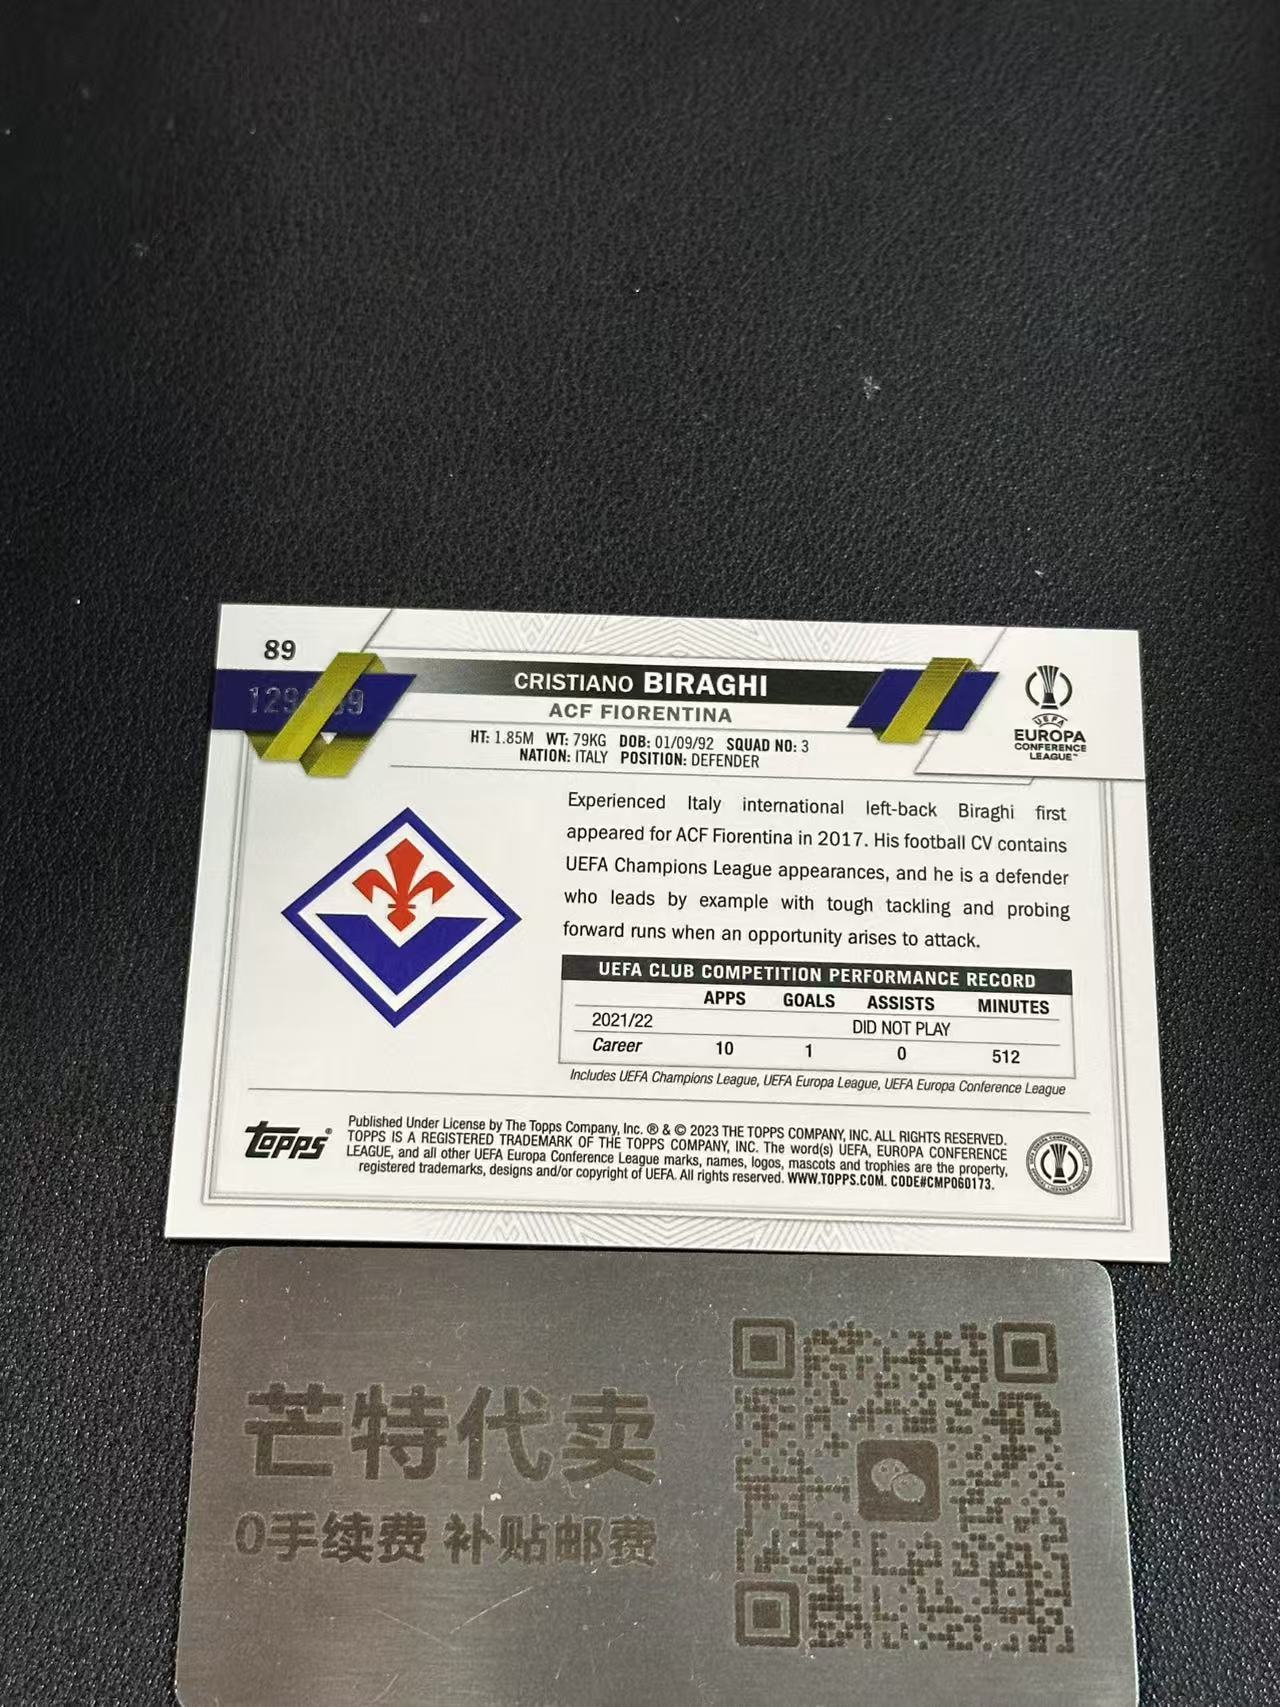 89
CRISTIANO BIRAGHI
ACF FIORENTINA
HT: 1.85M WT: 79KG DOB: 01/09/92 SQUAD NO: 3
NATION: ITALY POSITION: DEFENDER
UEFA
EUROPA
CONFERENCE
LEAGUE™
Experienced Italy international left-back Biraghi first
appeared for ACF Fiorentina in 2017. His football CV contains
UEFA Champions League appearances, and he is a defender
who leads by example with tough tackling and probing
forward runs when an opportunity arises to attack.
UEFA CLUB COMPETITION PERFORMANCE RECORD
APPS GOALS ASSISTS MINUTES
2021/22 DID NOT PLAY
Career 10 1 0 512
Includes UEFA Champions League, UEFA Europa League, UEFA Europa Conference League
topps®
Published Under License by The Topps Company, Inc. ® & © 2023 THE TOPPS COMPANY, INC. ALL RIGHTS RESERVED.
TOPPS IS A REGISTERED TRADEMARK OF THE TOPPS COMPANY, INC. The word(s) UEFA, EUROPA CONFERENCE
LEAGUE, and all other UEFA Europa Conference League marks, names, logos, mascots and trophies are the property,
registered trademarks, designs and/or copyright of UEFA. All rights reserved. WWW.TOPPS.COM. CODE#CMP060173.
芒特代卖
0手续费 补贴邮费